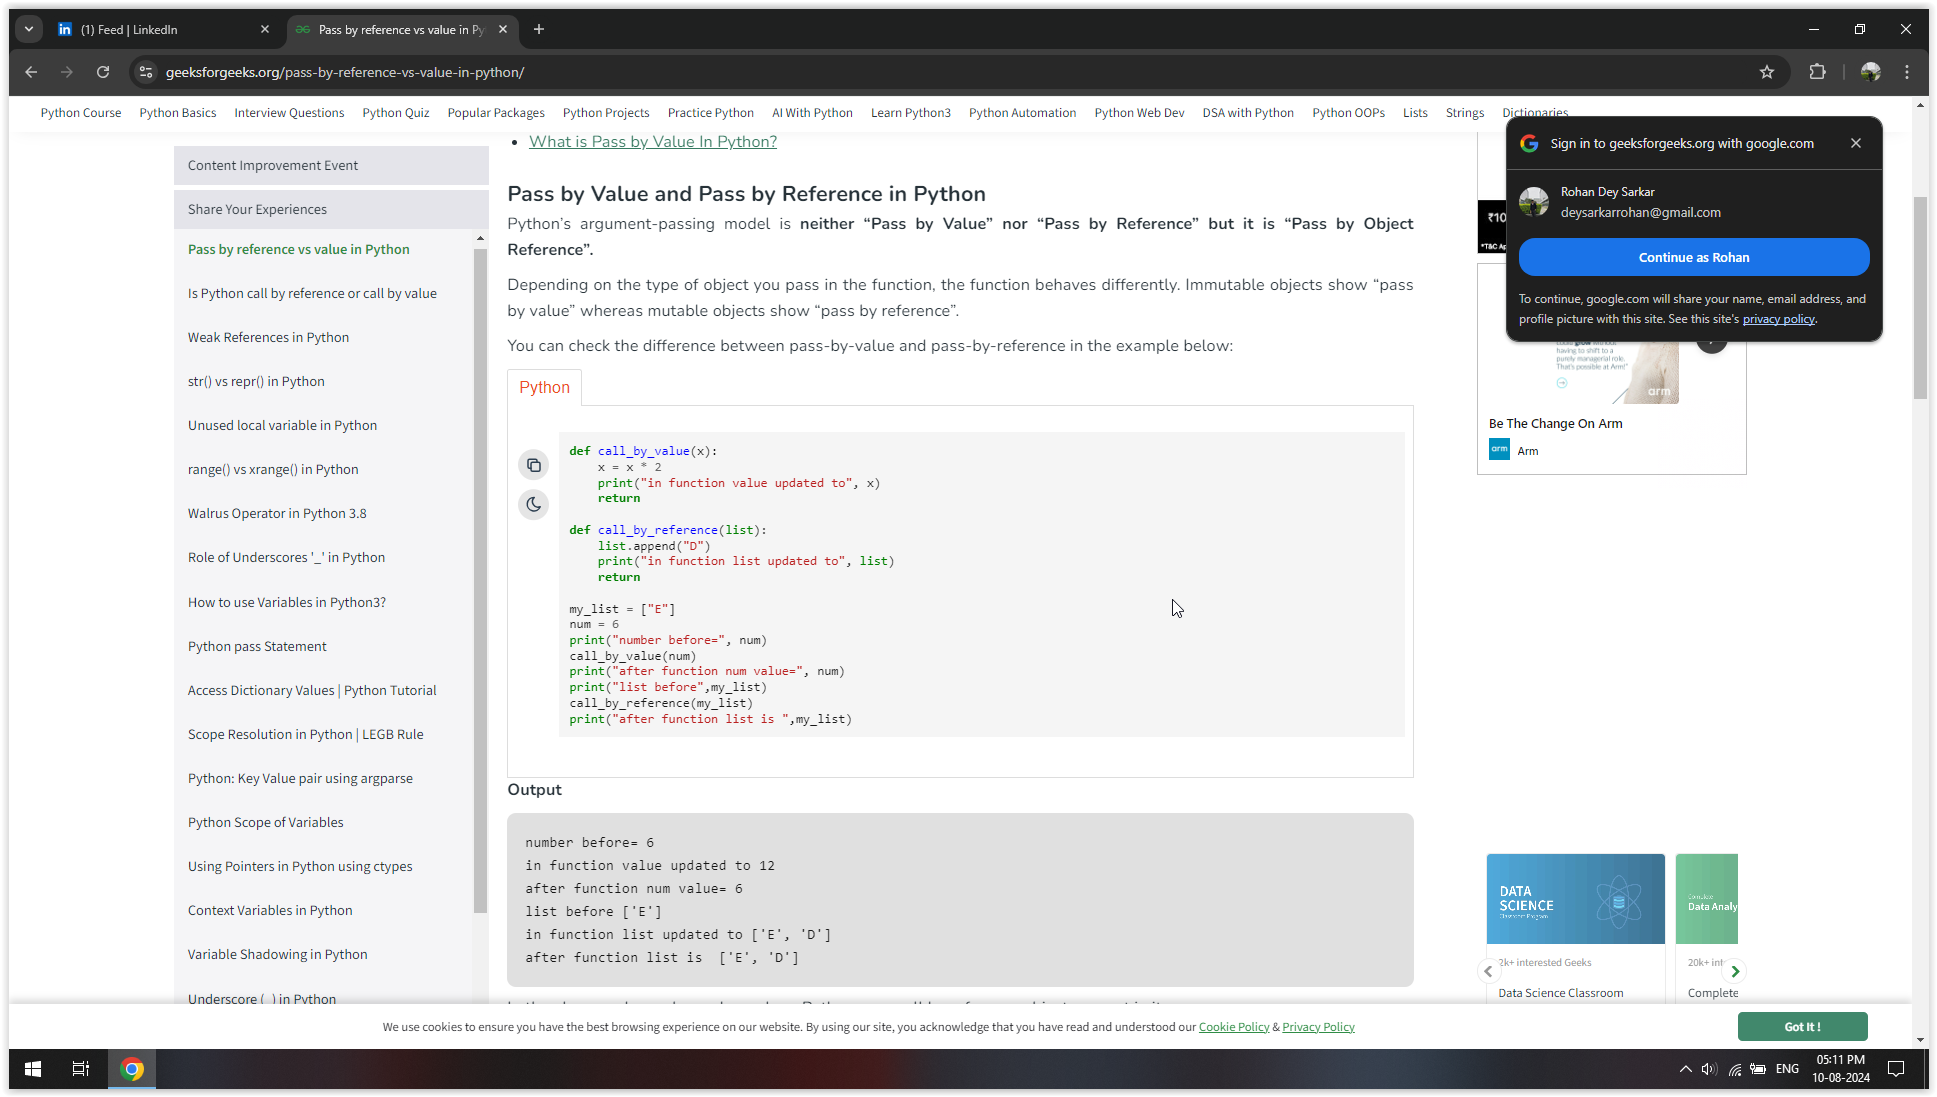 (1) Feed | LinkedIn
Pass by reference vs value in Py
geeksforgeeks.org/pass-by-reference-vs-value-in-python/
Python Course Python Basics Interview Questions Python Quiz Popular Packages Python Projects Practice Python AI With Python Learn Python3 Python Automation Python Web Dev DSA with Python Python OOPs Lists Strings Dictionaries
Content Improvement Event
Share Your Experiences
Pass by reference vs value in Python
Is Python call by reference or call by value
Weak References in Python
str() vs repr() in Python
Unused local variable in Python
range() vs xrange() in Python
Walrus Operator in Python 3.8
Role of Underscores '_' in Python
How to use Variables in Python3?
Python pass Statement
Access Dictionary Values | Python Tutorial
Scope Resolution in Python | LEGB Rule
Python: Key Value pair using argparse
Python Scope of Variables
Using Pointers in Python using ctypes
Context Variables in Python
Variable Shadowing in Python
Underscore (_) in Python
• What is Pass by Value In Python?
Pass by Value and Pass by Reference in Python
Python’s argument-passing model is neither “Pass by Value” nor “Pass by Reference” but it is “Pass by Object
Reference”.
Depending on the type of object you pass in the function, the function behaves differently. Immutable objects show “pass
by value” whereas mutable objects show “pass by reference”.
You can check the difference between pass-by-value and pass-by-reference in the example below:
Python
def call_by_value(x):
    x = x * 2
    print("in function value updated to", x)
    return
def call_by_reference(list):
    list.append("D")
    print("in function list updated to", list)
    return
my_list = ["E"]
num = 6
print("number before=", num)
call_by_value(num)
print("after function num value=", num)
print("list before",my_list)
call_by_reference(my_list)
print("after function list is ",my_list)
Output
number before= 6
in function value updated to 12
after function num value= 6
list before ['E']
in function list updated to ['E', 'D']
after function list is  ['E', 'D']
Sign in to geeksforgeeks.org with google.com
Rohan Dey Sarkar
deysarkarrohan@gmail.com
Continue as Rohan
To continue, google.com will share your name, email address, and
profile picture with this site. See this site's privacy policy.
₹10
*T&C Ap
having to shift to a
purely managerial role.
That's possible at Arm!"
arm
Be The Change On Arm
arm Arm
DATA
SCIENCE
Classroom Program
2k+ interested Geeks
Data Science Classroom
Complete
Data Analy
20k+ int
Complete
We use cookies to ensure you have the best browsing experience on our website. By using our site, you acknowledge that you have read and understood our Cookie Policy & Privacy Policy
Got It !
ENG
05:11 PM
10-08-2024